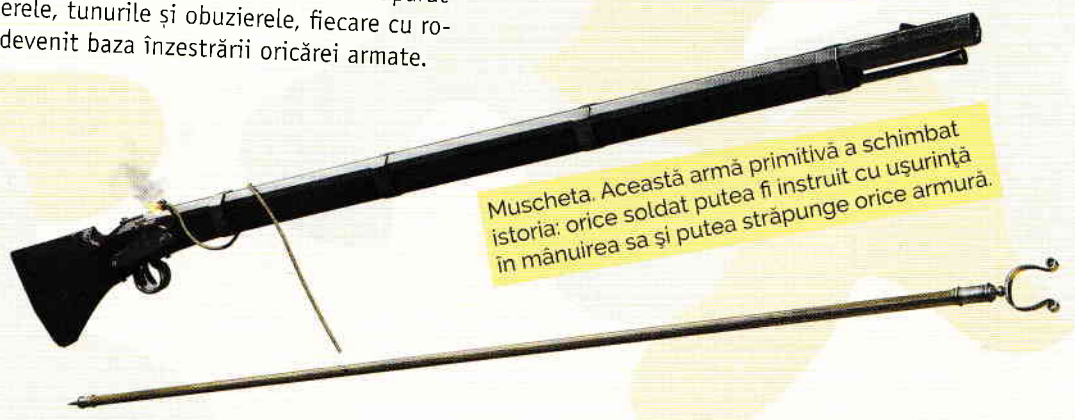 erele, tunurile și obuzierele, fiecare cu ro-
devenit baza înzestrării oricărei armate.
Muscheta. Această armă primitivă a schimbat
istoria: orice soldat putea fi instruit cu ușurință
în mânuirea sa și putea străpunge orice armură.